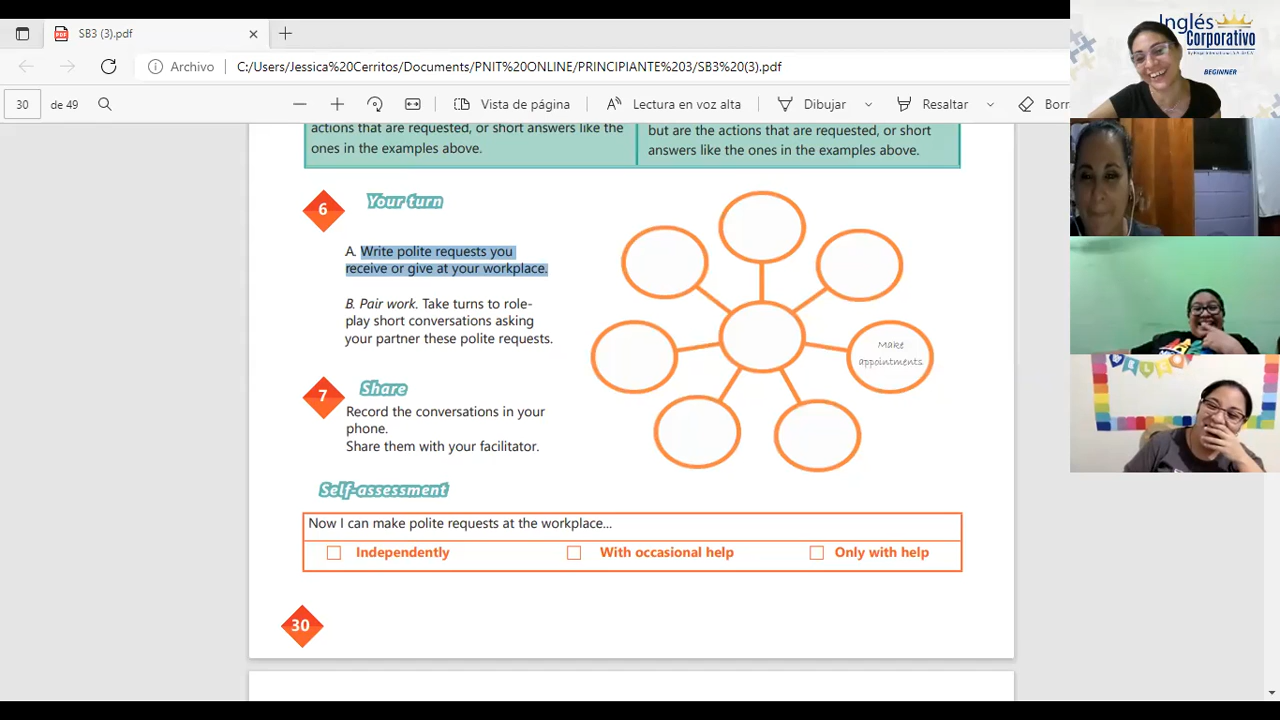 SB3 (3).pdf
Archivo
C:/Users/Jessica%20Cerritos/Documents/PNIT%20ONLINE/PRINCIPIANTE%203/SB3%20(3).pdf
30
de 49
Vista de página
Lectura en voz alta
Dibujar
Resaltar
Borr
Inglés
Corporativo
BEGINNER
actions that are requested, or short answers like the
ones in the examples above.
but are the actions that are requested, or short
answers like the ones in the examples above.
6
Your turn
A. Write polite requests you
receive or give at your workplace.
B. Pair work. Take turns to role-
play short conversations asking
your partner these polite requests.
Make
appointments
7
Share
Record the conversations in your
phone.
Share them with your facilitator.
Self-assessment
Now I can make polite requests at the workplace...
Independently
With occasional help
Only with help
30